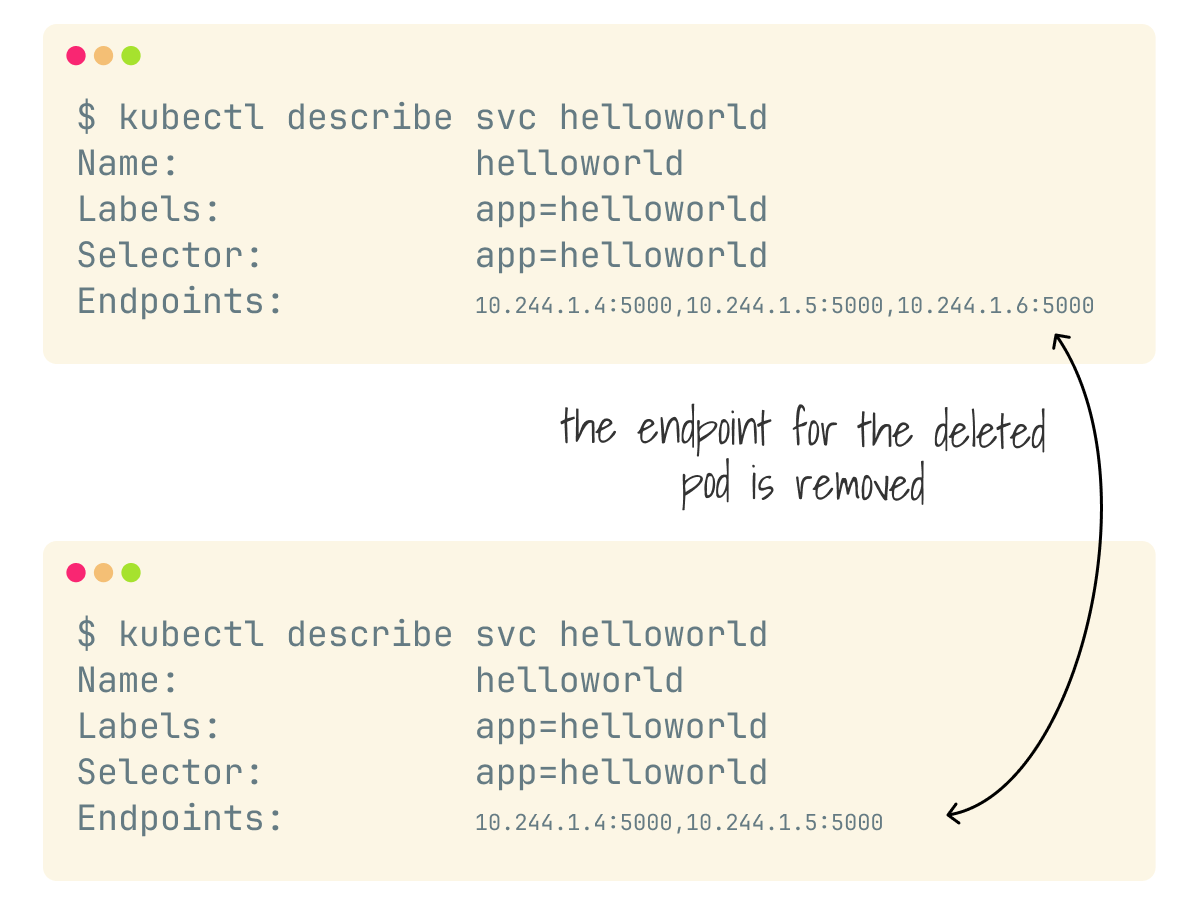 $ kubectl describe svc helloworld
Name: helloworld
Labels: app=helloworld
Selector: app=helloworld
Endpoints: 10.244.1.4:5000,10.244.1.5:5000,10.244.1.6:5000
the endpoint for the deleted
pod is removed
$ kubectl describe svc helloworld
Name: helloworld
Labels: app=helloworld
Selector: app=helloworld
Endpoints: 10.244.1.4:5000,10.244.1.5:5000